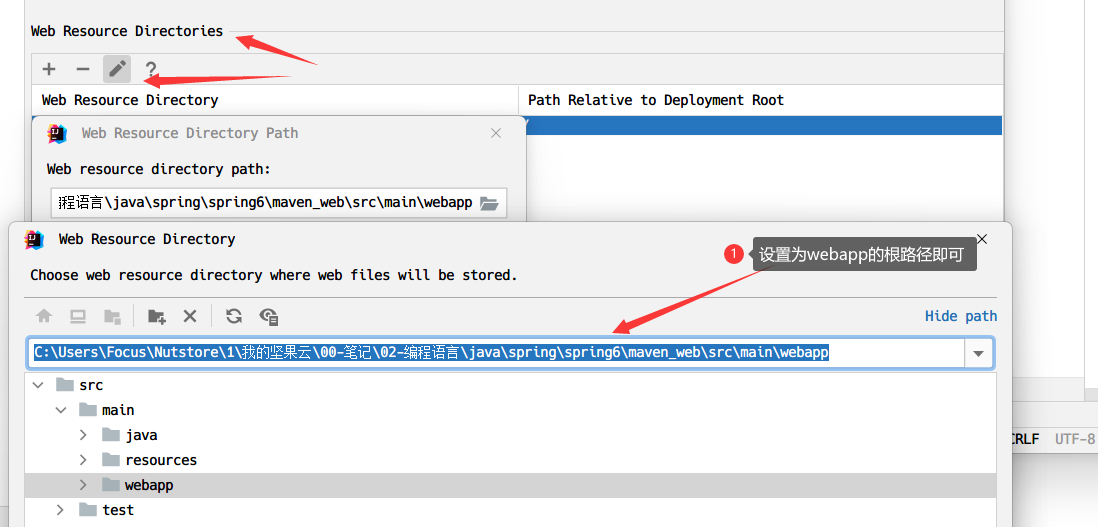 Web Resource Directories
Web Resource Directory
Path Relative to Deployment Root
Web Resource Directory Path
Web resource directory path:
程语言\java\spring\spring6\maven_web\src\main\webapp
Web Resource Directory
1 设置为webapp的根路径即可
Choose web resource directory where web files will be stored.
Hide path
C:\Users\Focus\Nutstore\1\我的坚果云\00-笔记\02-编程语言\java\spring\spring6\maven_web\src\main\webapp
src
main
java
resources
webapp
test
CRLF UTF-8